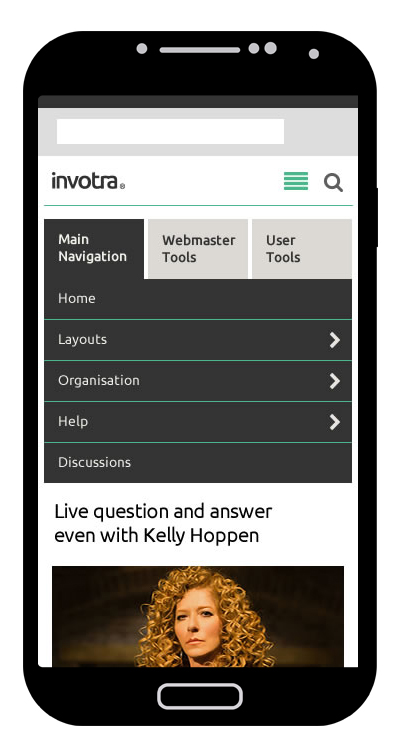 invotra®
Main
Navigation
Webmaster
Tools
User
Tools
Home
Layouts
Organisation
Help
Discussions
Live question and answer
even with Kelly Hoppen